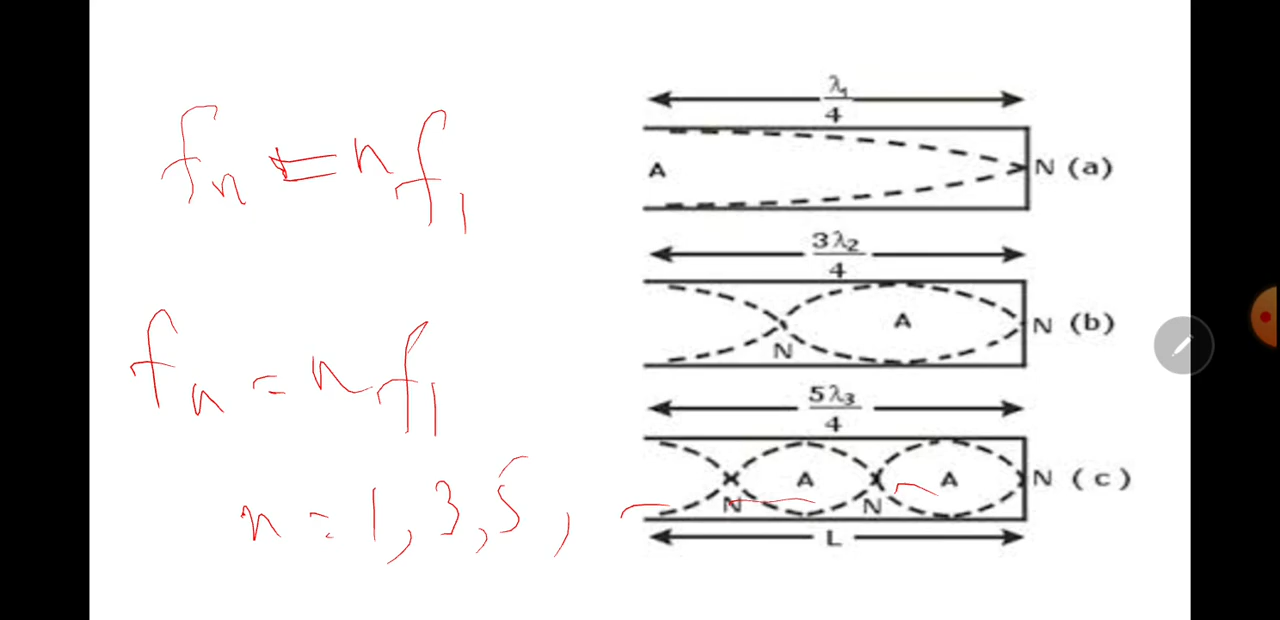 fn = nf1
fn = nf1
n = 1, 3, 5, –
λ1/4
A
N (a)
3λ2/4
A
N
N (b)
5λ3/4
A
A
N
N
N (c)
L